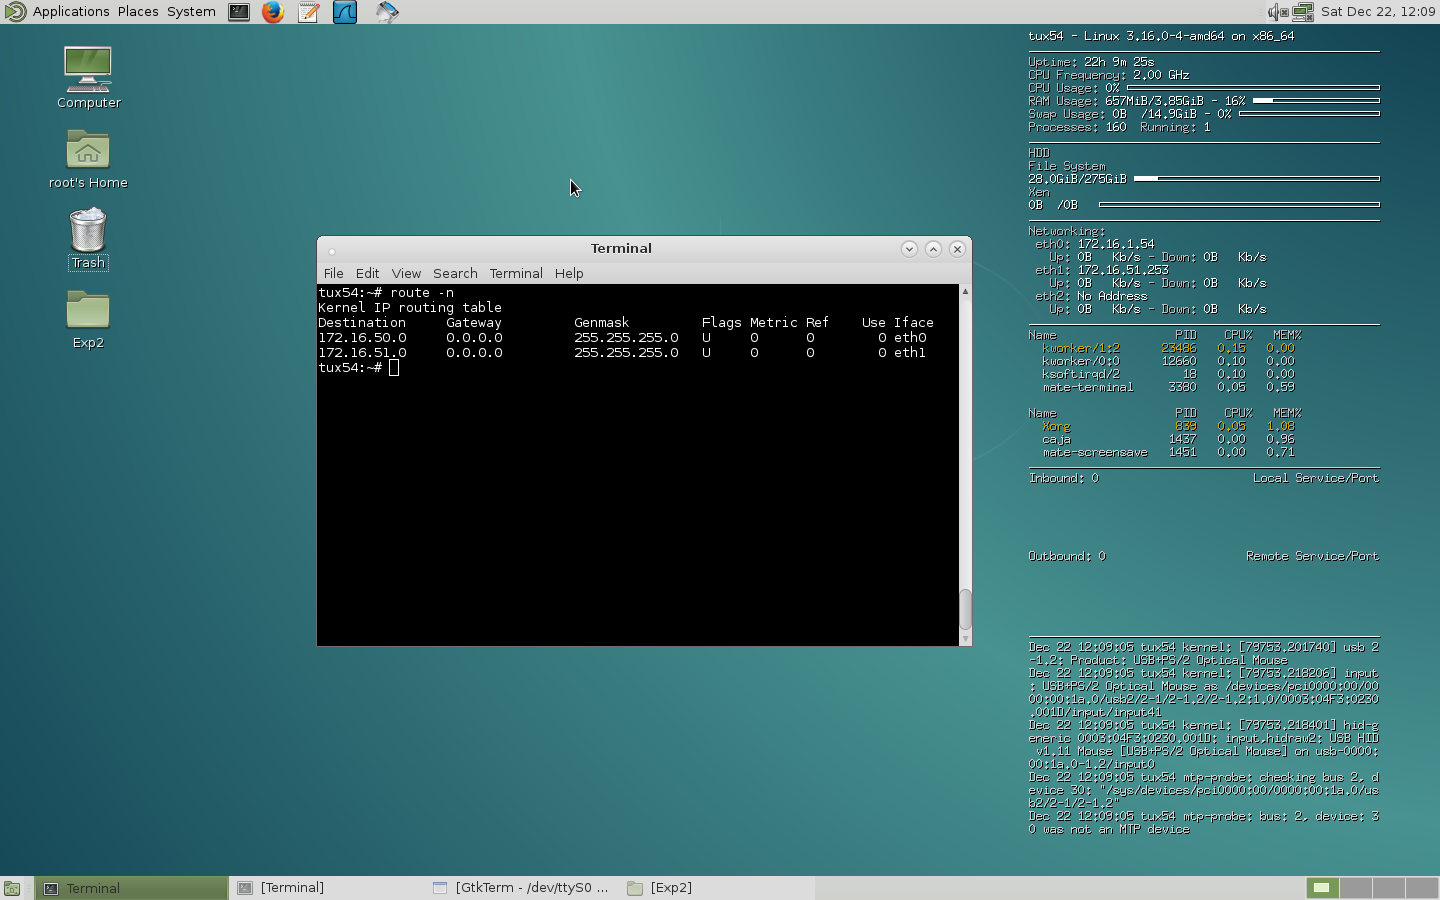 Applications Places System
Sat Dec 22, 12:09
Computer
root's Home
Trash
Exp2
Terminal
File Edit View Search Terminal Help
tux54:~# route -n
Kernel IP routing table
Destination Gateway Genmask Flags Metric Ref Use Iface
172.16.50.0 0.0.0.0 255.255.255.0 U 0 0 0 eth0
172.16.51.0 0.0.0.0 255.255.255.0 U 0 0 0 eth1
tux54:~#
tux54 - Linux 3.16.0-4-amd64 on x86_64
Uptime: 22h 9m 25s
CPU Frequency: 2.00 GHz
CPU Usage: 0%
RAM Usage: 657MiB/3.85GiB - 16%
Swap Usage: 0B /14.9GiB - 0%
Processes: 160 Running: 1
HDD
File System
28.0GiB/275GiB
Xen
0B /0B
Networking:
eth0: 172.16.1.54
Up: 0B Kb/s - Down: 0B Kb/s
eth1: 172.16.51.253
Up: 0B Kb/s - Down: 0B Kb/s
eth2: No Address
Up: 0B Kb/s - Down: 0B Kb/s
Name PID CPU% MEM%
kworker/1:2 23486 0.15 0.00
kworker/0:0 12660 0.10 0.00
ksoftirqd/2 18 0.10 0.00
mate-terminal 3380 0.05 0.59
Name PID CPU% MEM%
Xorg 839 0.05 1.08
caja 1437 0.00 0.96
mate-screensave 1451 0.00 0.71
Inbound: 0 Local Service/Port
Outbound: 0 Remote Service/Port
Dec 22 12:09:05 tux54 kernel: [79753.201740] usb 2
-1.2: Product: USB+PS/2 Optical Mouse
Dec 22 12:09:05 tux54 kernel: [79753.218206] input
: USB+PS/2 Optical Mouse as /devices/pci0000:00/00
00:00:1a.0/usb2/2-1/2-1.2/2-1.2:1.0/0003:04F3:0230
.001D/input/input41
Dec 22 12:09:05 tux54 kernel: [79753.218401] hid-g
eneric 0003:04F3:0230.001D: input,hidraw2: USB HID
v1.11 Mouse [USB+PS/2 Optical Mouse] on usb-0000:
00:1a.0-1.2/input0
Dec 22 12:09:05 tux54 mtp-probe: checking bus 2, d
evice 30: "/sys/devices/pci0000:00/0000:00:1a.0/us
b2/2-1/2-1.2"
Dec 22 12:09:05 tux54 mtp-probe: bus: 2, device: 3
0 was not an MTP device
Terminal
[Terminal]
[GtkTerm - /dev/ttyS0 ...
[Exp2]